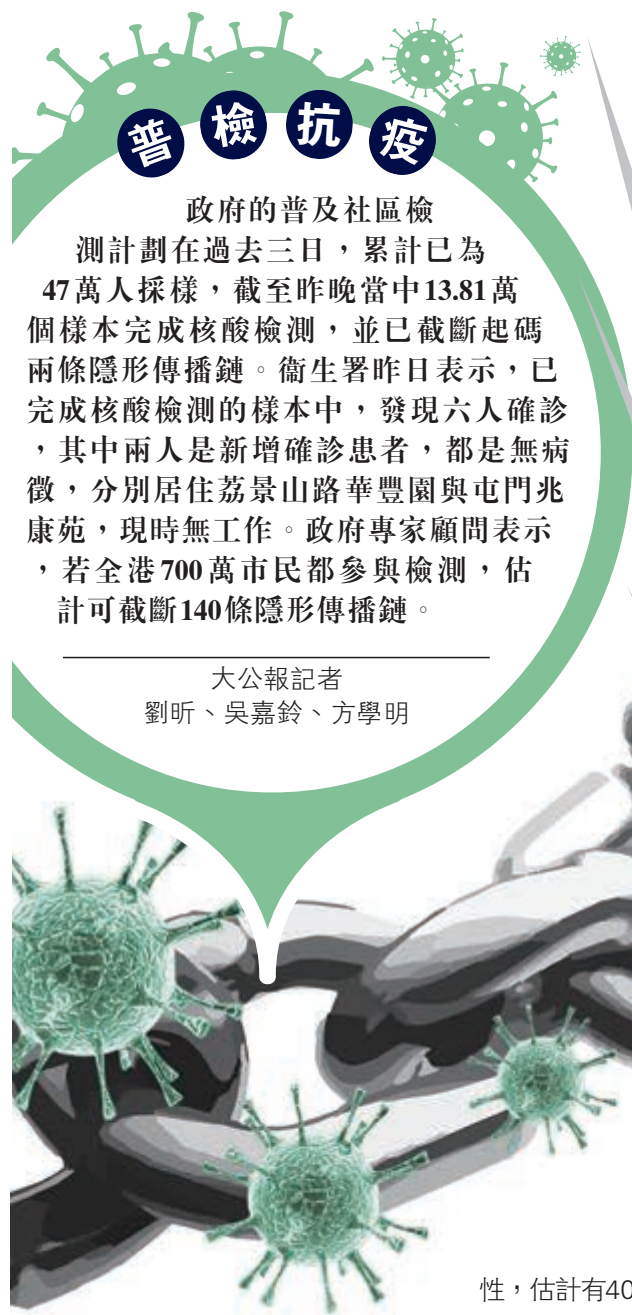 普檢抗疫
政府的普及社區檢
測計劃在過去三日，累計已為
47萬人採樣，截至昨晚當中13.81萬
個樣本完成核酸檢測，並已截斷起碼
兩條隱形傳播鏈。衞生署昨日表示，已
完成核酸檢測的樣本中，發現六人確診
，其中兩人是新增確診患者，都是無病
徵，分別居住荔景山路華豐園與屯門兆
康苑，現時無工作。政府專家顧問表示
，若全港700萬市民都參與檢測，估
計可截斷140條隱形傳播鏈。
大公報記者
劉昕、吳嘉鈴、方學明
性，估計有40